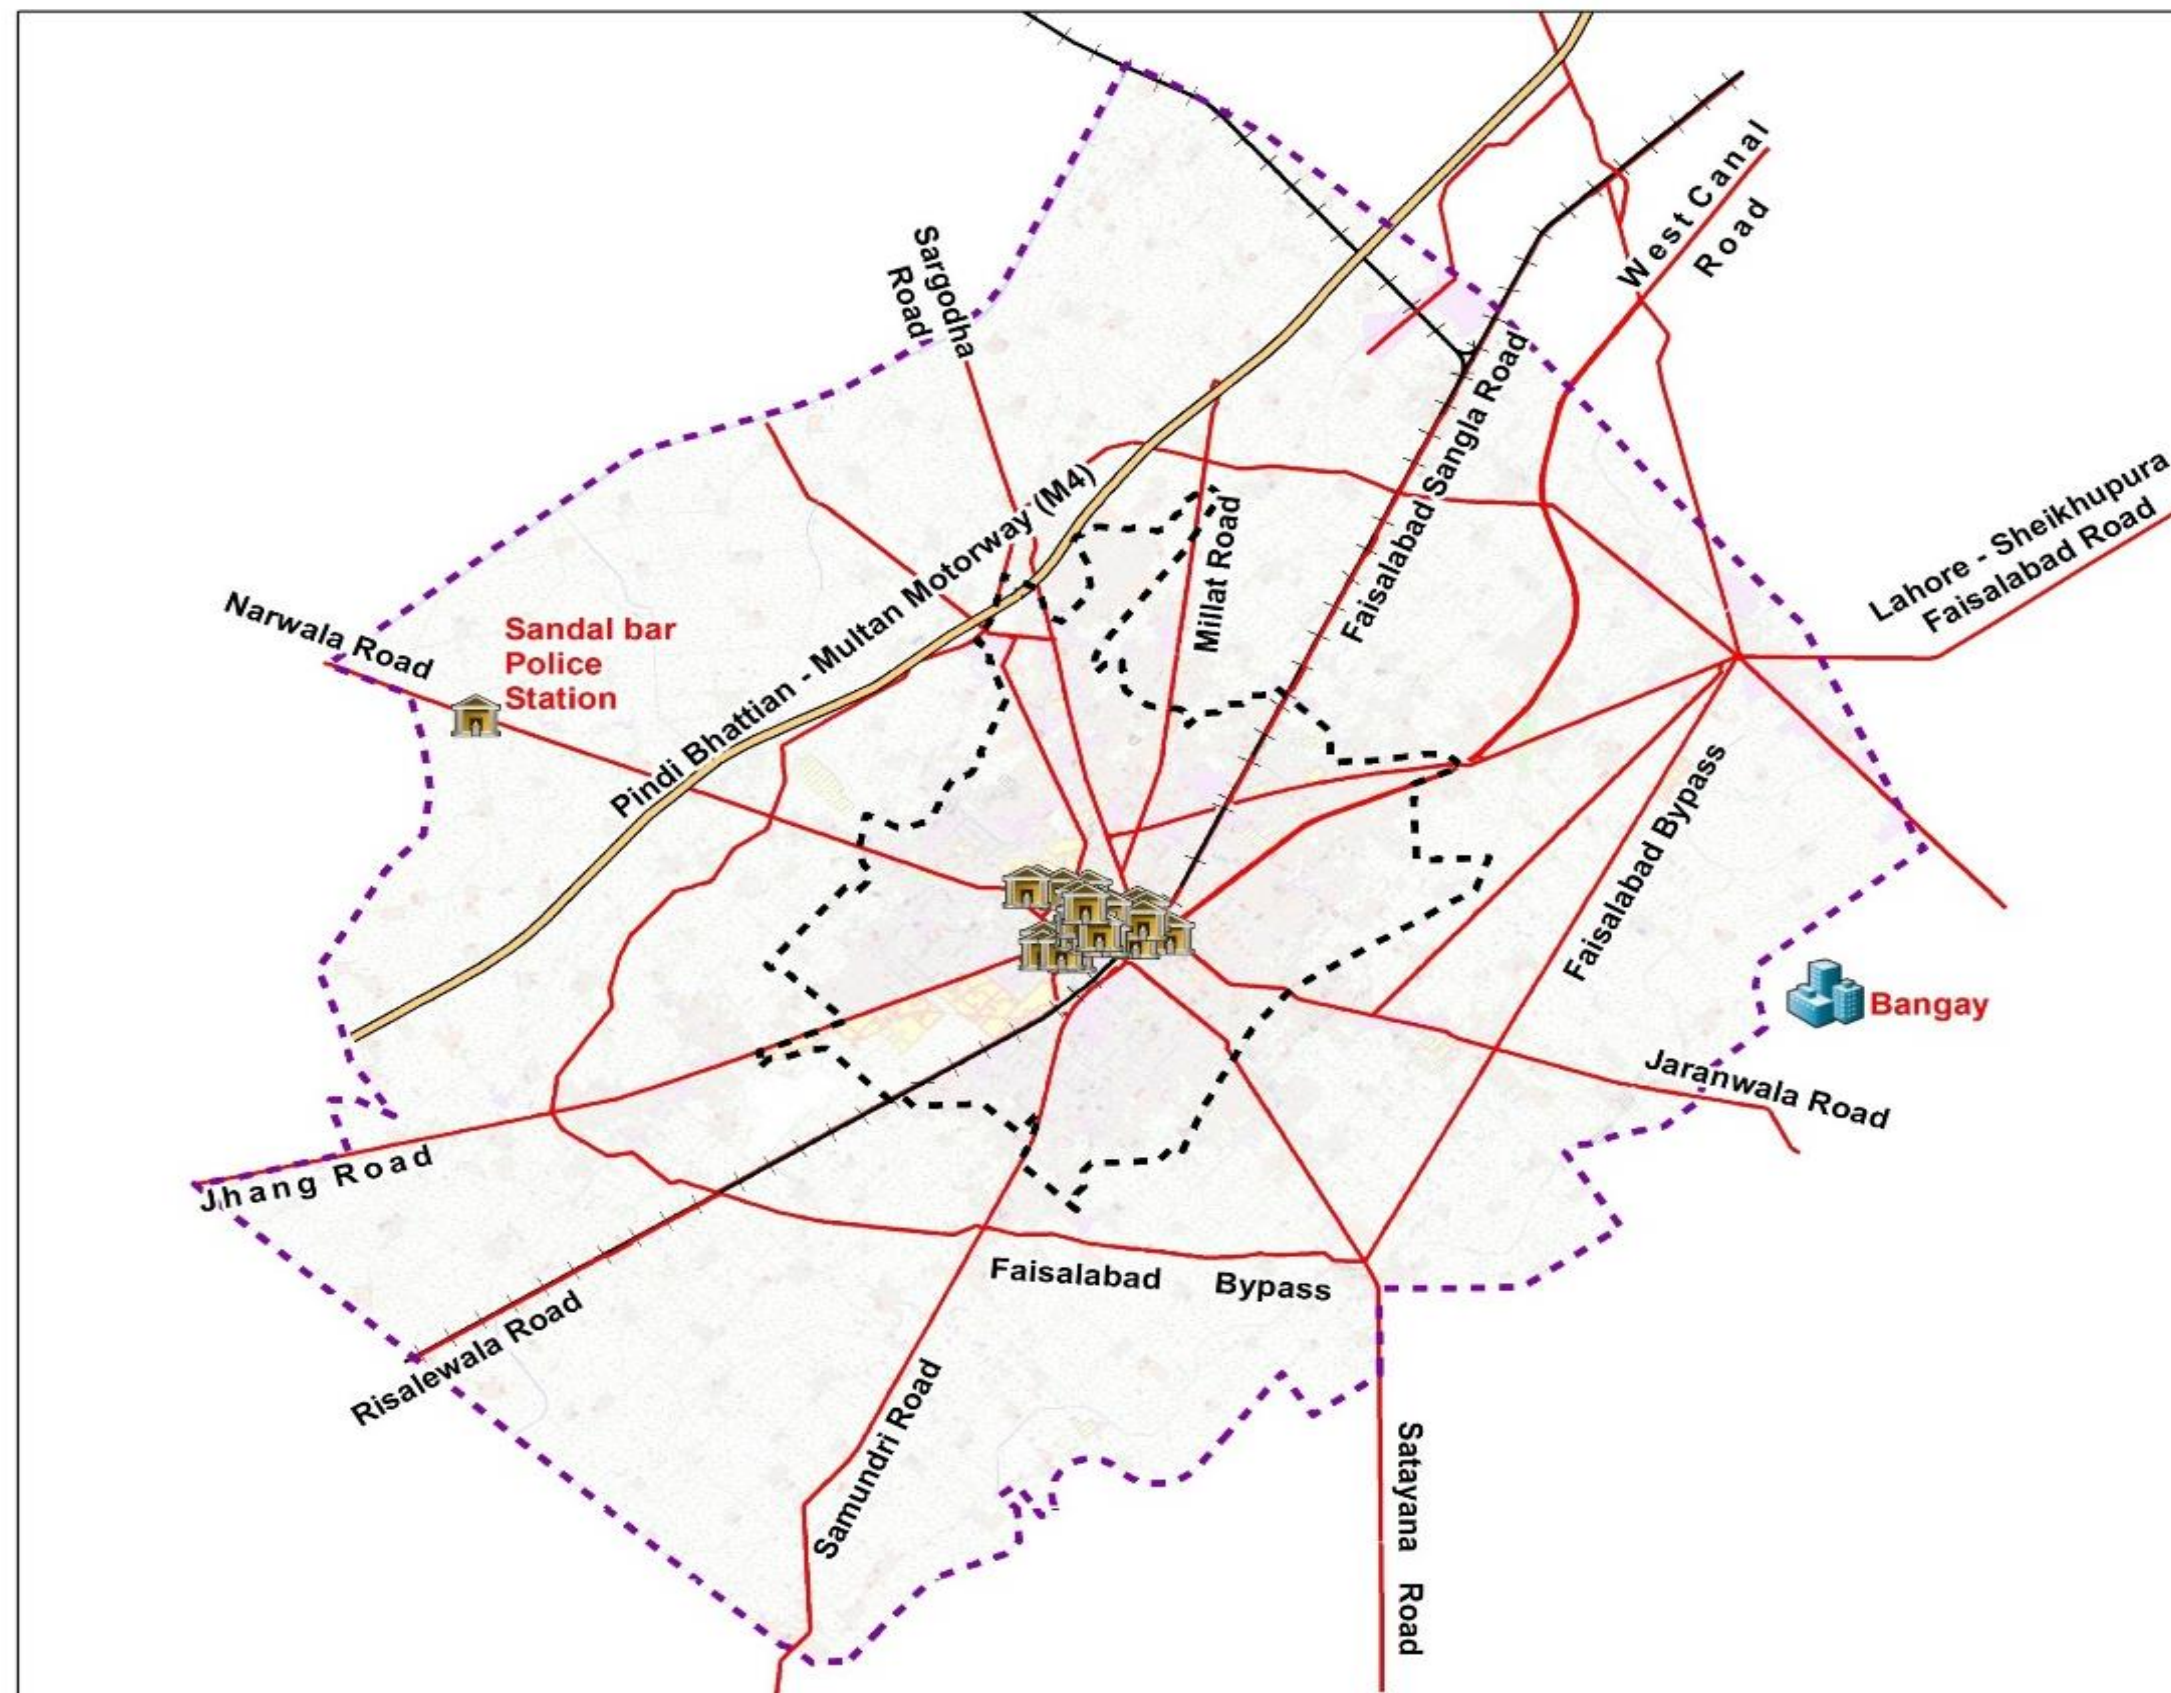 West Canal
Road
Sargodha
Road
Faisalabad Sangla Road
Lahore - Sheikhupura
Faisalabad Road
Pindi Bhattian - Multan Motorway (M4)
Millat Road
Narwala Road
Sandal bar
Police
Station
Faisalabad Bypass
Bangay
Jaranwala Road
Jhang Road
Faisalabad Bypass
Risalewala Road
Samundri Road
Satayana Road